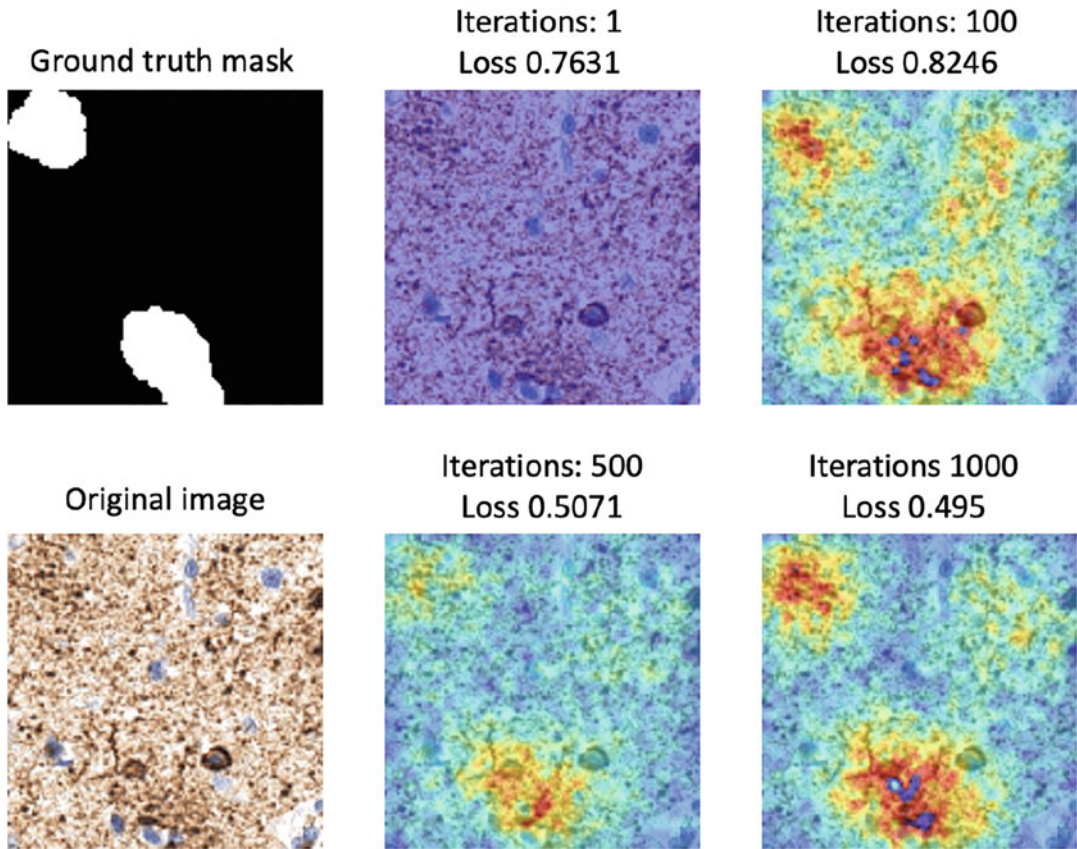 Ground truth mask
Iterations: 1
Loss 0.7631
Iterations: 100
Loss 0.8246
Original image
Iterations: 500
Loss 0.5071
Iterations 1000
Loss 0.495